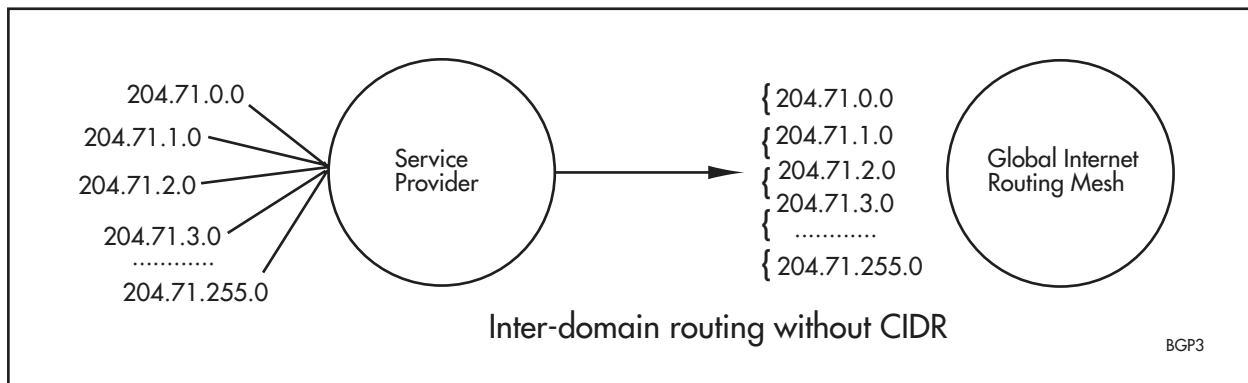 204.71.0.0
204.71.1.0
204.71.2.0
204.71.3.0
............
204.71.255.0
Service
Provider
{ 204.71.0.0
{ 204.71.1.0
{ 204.71.2.0
204.71.3.0
{ ............
{ 204.71.255.0
Global Internet
Routing Mesh
Inter-domain routing without CIDR
BGP3